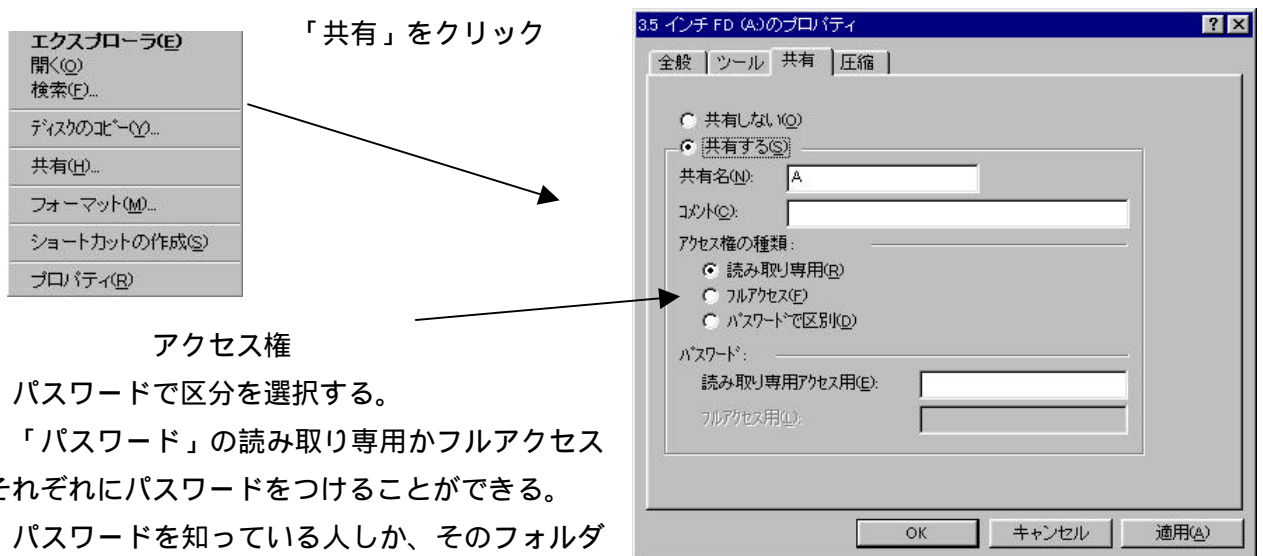 「共有」をクリック
エクスプローラ(E)
開く(O)
検索(F)...
ディスクのコピー(Y)...
共有(H)...
フォーマット(M)...
ショートカットの作成(S)
プロパティ(R)
アクセス権
パスワードで区分を選択する。
「パスワード」の読み取り専用かフルアクセス
それぞれにパスワードをつけることができる。
パスワードを知っている人しか、そのフォルダ
3.5 インチ FD (A:)のプロパティ
全般 ツール 共有 圧縮
共有しない(O)
共有する(S)
共有名(N): A
コメント(C):
アクセス権の種類:
読み取り専用(R)
フルアクセス(F)
パスワードで区別(D)
パスワード:
読み取り専用アクセス用(E):
フルアクセス用(L):
OK キャンセル 適用(A)